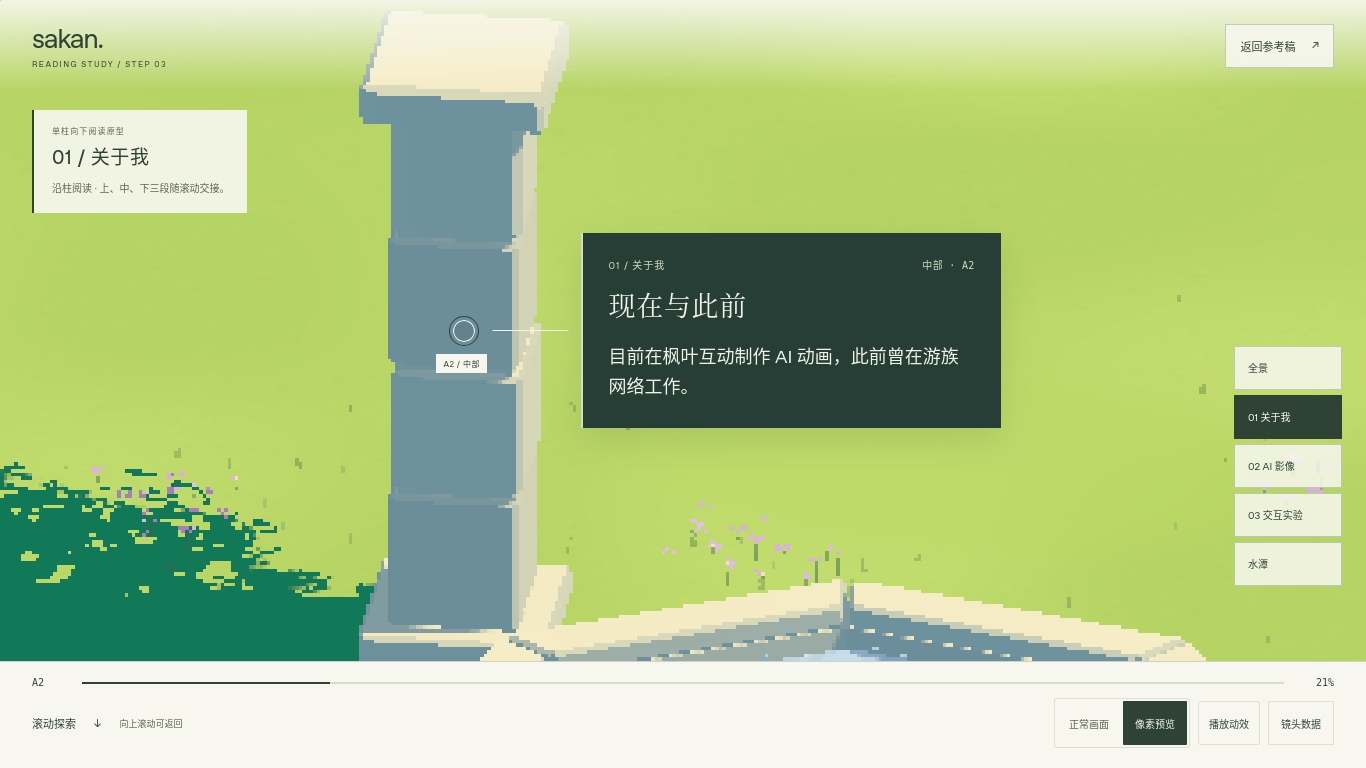 sakan.
READING STUDY / STEP 03
返回参考稿 ↗
单柱向下阅读原型
01 / 关于我
沿柱阅读 · 上、中、下三段随滚动交接。
01 / 关于我
中部 · A2
现在与此前
目前在枫叶互动制作 AI 动画，此前曾在游族
网络工作。
A2 / 中部
全景
01 关于我
02 AI 影像
03 交互实验
水潭
A2
21%
滚动探索 ↓ 向上滚动可返回
正常画面
像素预览
播放动效
镜头数据